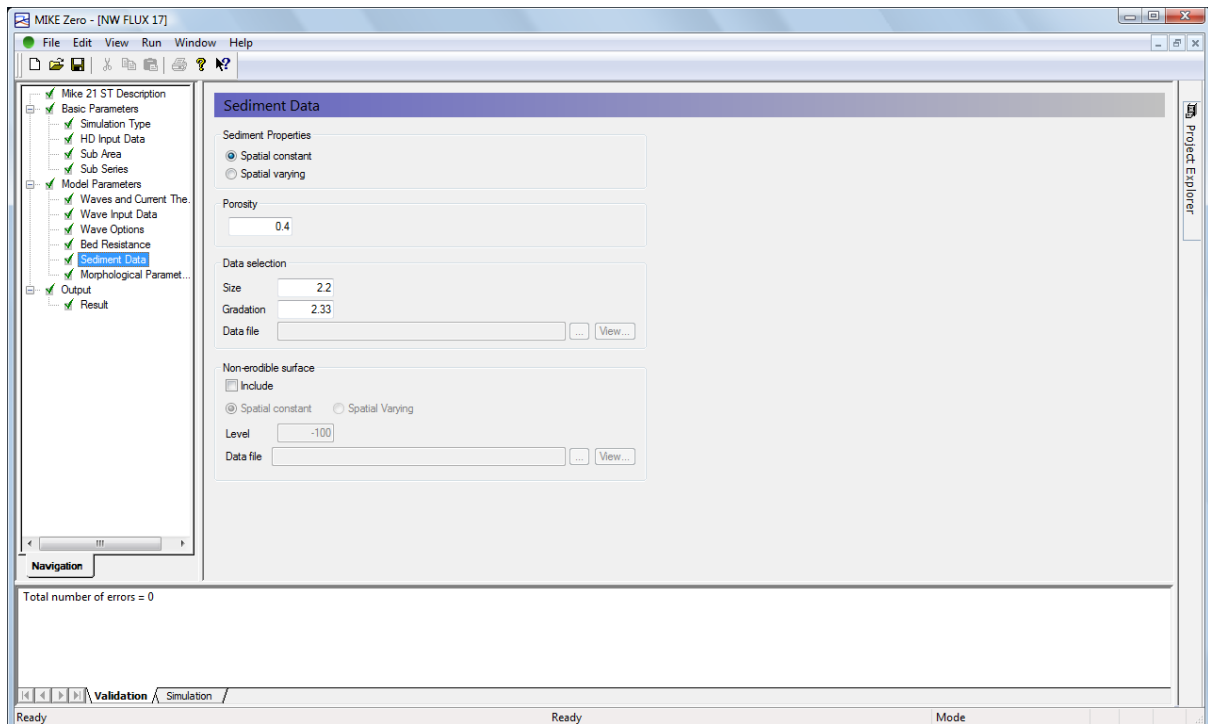 MIKE Zero - [NW FLUX 17]
File Edit View Run Window Help
Mike 21 ST Description
Basic Parameters
Simulation Type
HD Input Data
Sub Area
Sub Series
Model Parameters
Waves and Current The.
Wave Input Data
Wave Options
Bed Resistance
Sediment Data
Morphological Paramet...
Output
Result
Navigation
Sediment Data
Sediment Properties
Spatial constant
Spatial varying
Porosity
0.4
Data selection
Size 2.2
Gradation 2.33
Data file ... View...
Non-erodible surface
Include
Spatial constant Spatial Varying
Level -100
Data file ... View...
Project Explorer
Total number of errors = 0
Validation Simulation
Ready Ready Mode